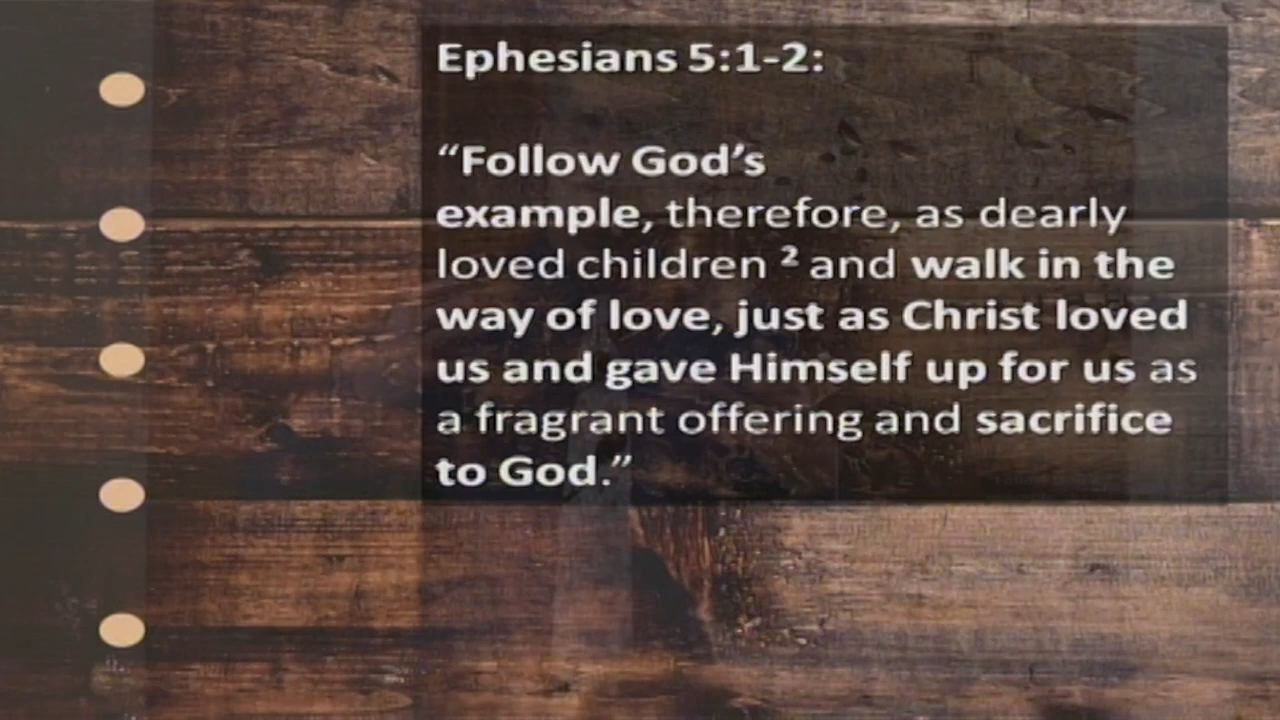 Ephesians 5:1-2:
“Follow God’s
example, therefore, as dearly
loved children ² and walk in the
way of love, just as Christ loved
us and gave Himself up for us as
a fragrant offering and sacrifice
to God.”